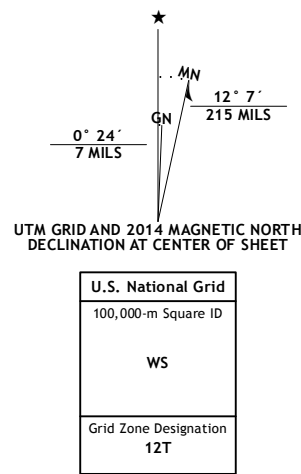 ★
MN
GN
12° 7´
215 MILS
0° 24´
7 MILS
UTM GRID AND 2014 MAGNETIC NORTH
DECLINATION AT CENTER OF SHEET
U.S. National Grid
100,000-m Square ID
WS
Grid Zone Designation
12T